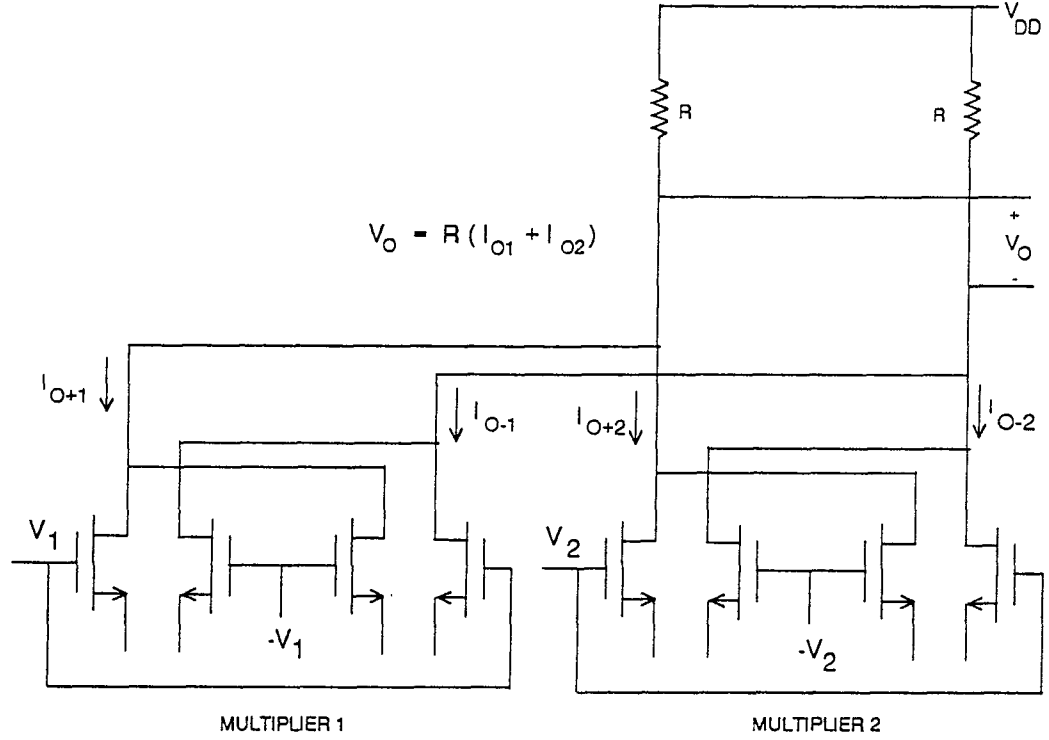 V_DD
R
R
V_O = R ( I_O1 + I_O2 )
+
V_O
-
I_O+1
I_O-1
I_O+2
I_O-2
V_1
V_2
-V_1
-V_2
MULTIPLIER 1
MULTIPLIER 2